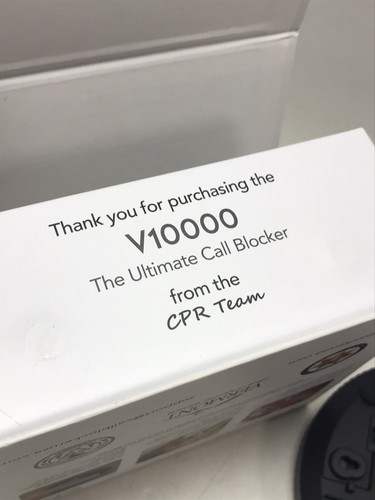 Thank you for purchasing the
V10000
The Ultimate Call Blocker
from the
CPR Team